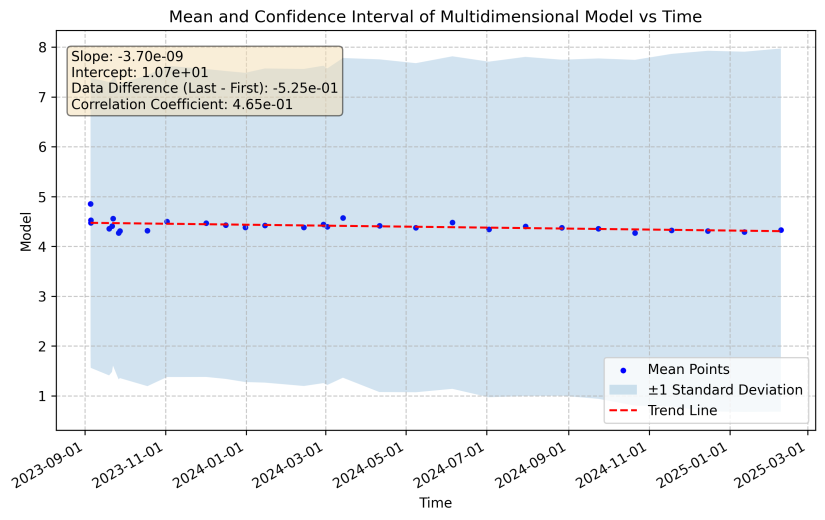 Mean and Confidence Interval of Multidimensional Model vs Time
Slope: -3.70e-09
Intercept: 1.07e+01
Data Difference (Last - First): -5.25e-01
Correlation Coefficient: 4.65e-01
8
7
6
5
4
3
2
1
Model
Mean Points
±1 Standard Deviation
Trend Line
2023-09-01
2023-11-01
2024-01-01
2024-03-01
2024-05-01
2024-07-01
2024-09-01
2024-11-01
2025-01-01
2025-03-01
Time